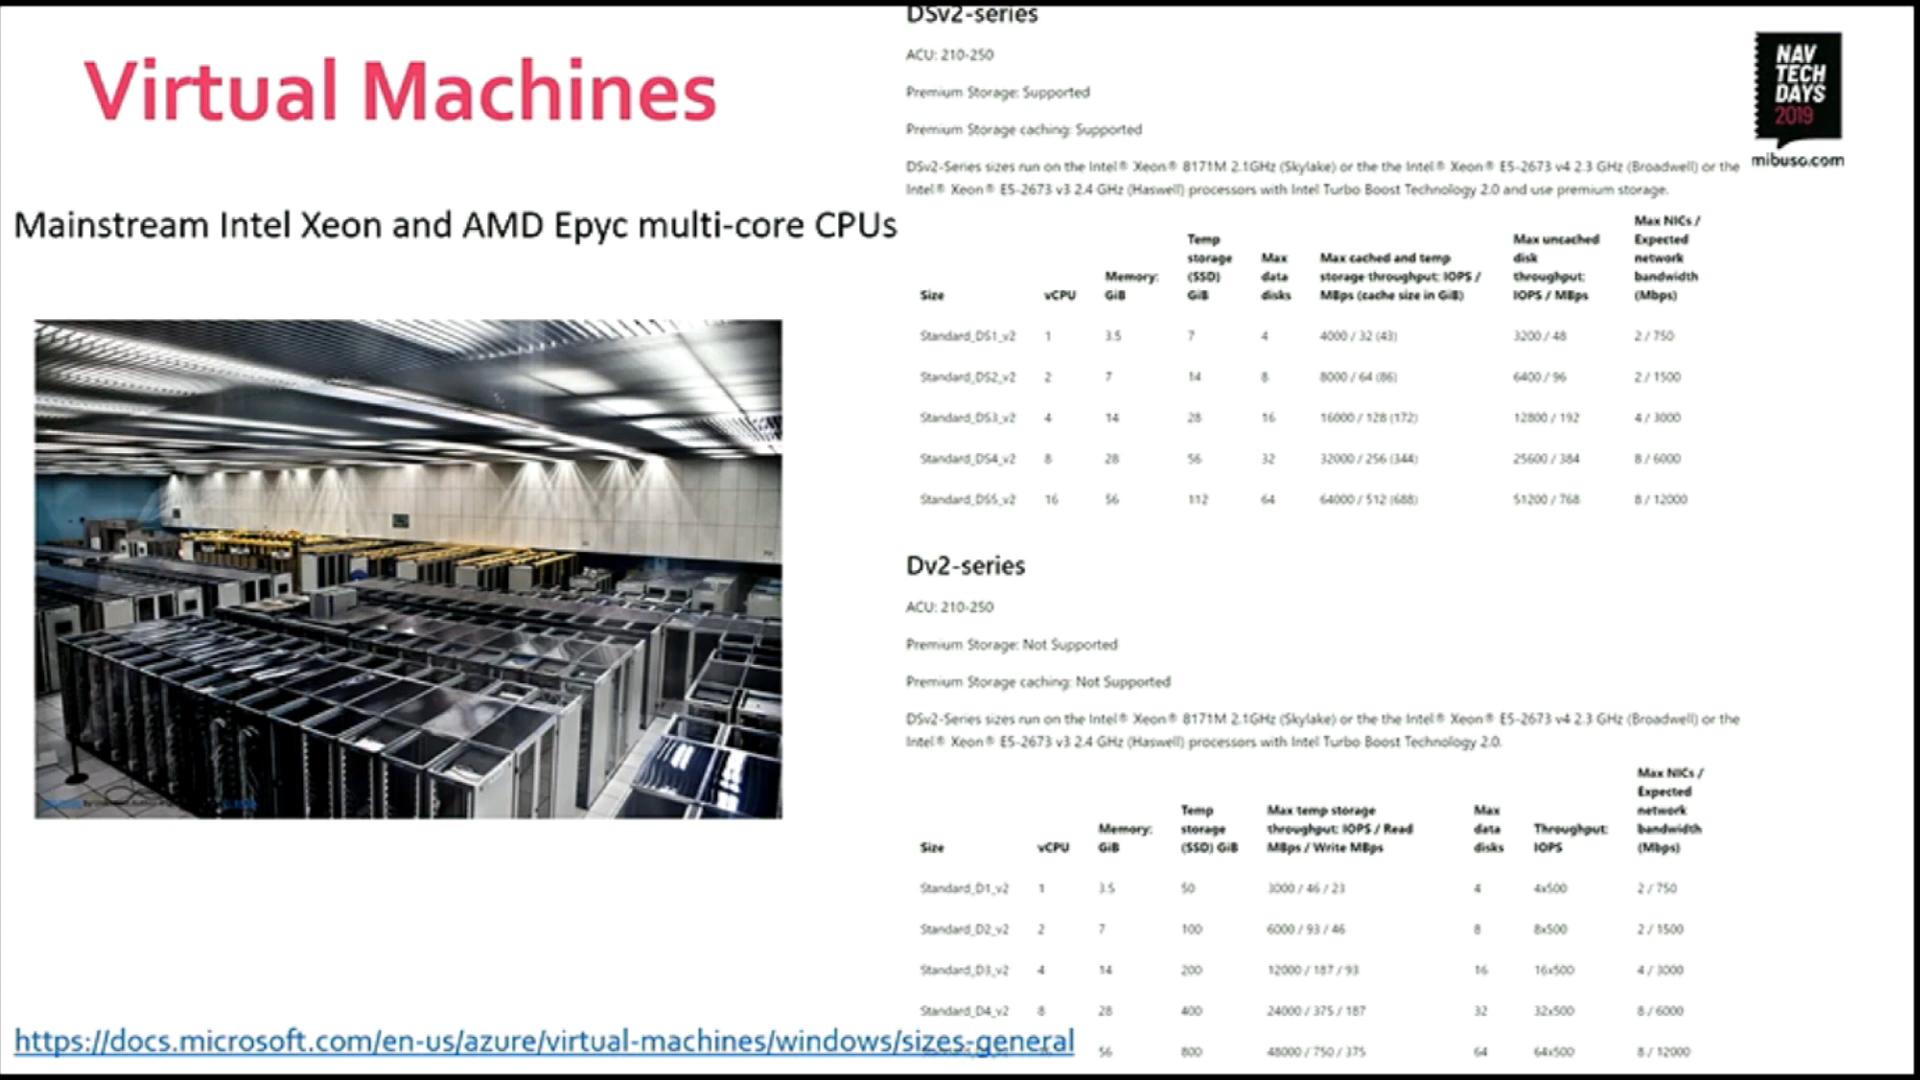 Virtual Machines
Mainstream Intel Xeon and AMD Epyc multi-core CPUs
https://docs.microsoft.com/en-us/azure/virtual-machines/windows/sizes-general
DSv2-series
ACU: 210-250
Premium Storage: Supported
Premium Storage caching: Supported
DSv2-Series sizes run on the Intel® Xeon® 8171M 2.1GHz (Skylake) or the the Intel® Xeon® E5-2673 v4 2.3 GHz (Broadwell) or the
Intel® Xeon® E5-2673 v3 2.4 GHz (Haswell) processors with Intel Turbo Boost Technology 2.0 and use premium storage.
Size vCPU Memory: GiB Temp storage (SSD) GiB Max data disks Max cached and temp storage throughput: IOPS / MBps (cache size in GiB) Max uncached disk throughput: IOPS / MBps Max NICs / Expected network bandwidth (Mbps)
Standard_DS1_v2 1 3.5 7 4 4000 / 32 (43) 3200 / 48 2 / 750
Standard_DS2_v2 2 7 14 8 8000 / 64 (86) 6400 / 96 2 / 1500
Standard_DS3_v2 4 14 28 16 16000 / 128 (172) 12800 / 192 4 / 3000
Standard_DS4_v2 8 28 56 32 32000 / 256 (344) 25600 / 384 8 / 6000
Standard_DS5_v2 16 56 112 64 64000 / 512 (688) 51200 / 768 8 / 12000
Dv2-series
ACU: 210-250
Premium Storage: Not Supported
Premium Storage caching: Not Supported
DSv2-Series sizes run on the Intel® Xeon® 8171M 2.1GHz (Skylake) or the the Intel® Xeon® E5-2673 v4 2.3 GHz (Broadwell) or the
Intel® Xeon® E5-2673 v3 2.4 GHz (Haswell) processors with Intel Turbo Boost Technology 2.0.
Size vCPU Memory: GiB Temp storage (SSD) GiB Max temp storage throughput: IOPS / Read MBps / Write MBps Max data disks Throughput: IOPS Max NICs / Expected network bandwidth (Mbps)
Standard_D1_v2 1 3.5 50 3000 / 46 / 23 4 4x500 2 / 750
Standard_D2_v2 2 7 100 6000 / 93 / 46 8 8x500 2 / 1500
Standard_D3_v2 4 14 200 12000 / 187 / 93 16 16x500 4 / 3000
Standard_D4_v2 8 28 400 24000 / 375 / 187 32 32x500 8 / 6000
56 800 48000 / 750 / 375 64 64x500 8 / 12000
NAV
TECH
DAYS
2019
mibuso.com